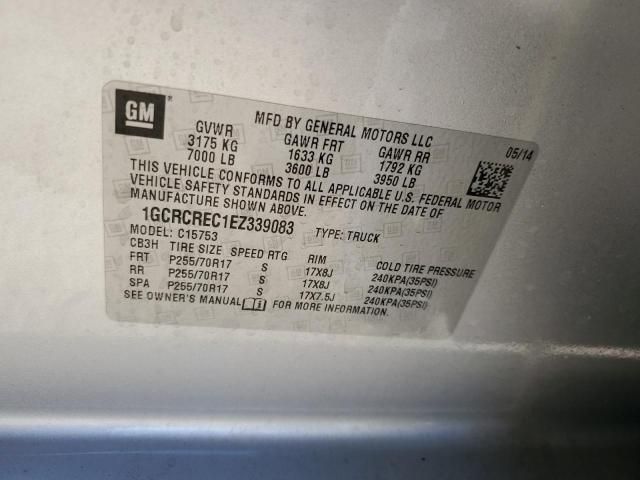 GM ®
MFD BY GENERAL MOTORS LLC 05/14
GVWR GAWR FRT GAWR RR
3175 KG 1633 KG 1792 KG
7000 LB 3600 LB 3950 LB
THIS VEHICLE CONFORMS TO ALL APPLICABLE U.S. FEDERAL MOTOR
VEHICLE SAFETY STANDARDS IN EFFECT ON THE DATE OF
MANUFACTURE SHOWN ABOVE.
1GCRCREC1EZ339083 TYPE: TRUCK
MODEL: C15753
CB3H TIRE SIZE SPEED RTG RIM COLD TIRE PRESSURE
FRT P255/70R17 S 17X8J 240KPA(35PSI)
RR P255/70R17 S 17X8J 240KPA(35PSI)
SPA P255/70R17 S 17X7.5J 240KPA(35PSI)
SEE OWNER'S MANUAL FOR MORE INFORMATION.